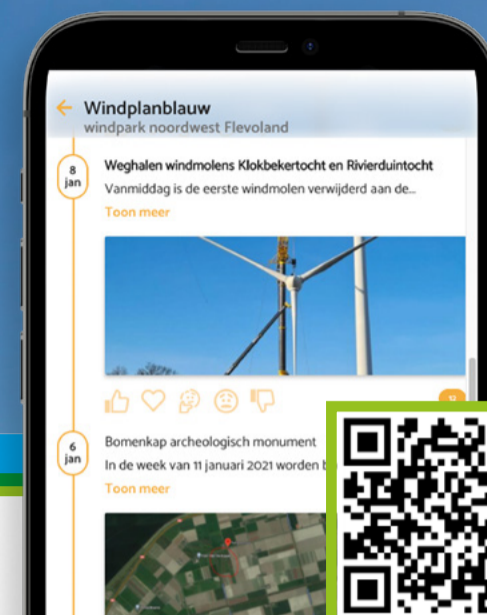 Windplanblauw
windpark noordwest Flevoland
8
jan
Weghalen windmolens Klokbekertocht en Rivierduintocht
Vanmiddag is de eerste windmolen verwijderd aan de...
Toon meer
6
jan
Bomenkap archeologisch monument
In de week van 11 januari 2021 worden
Toon meer